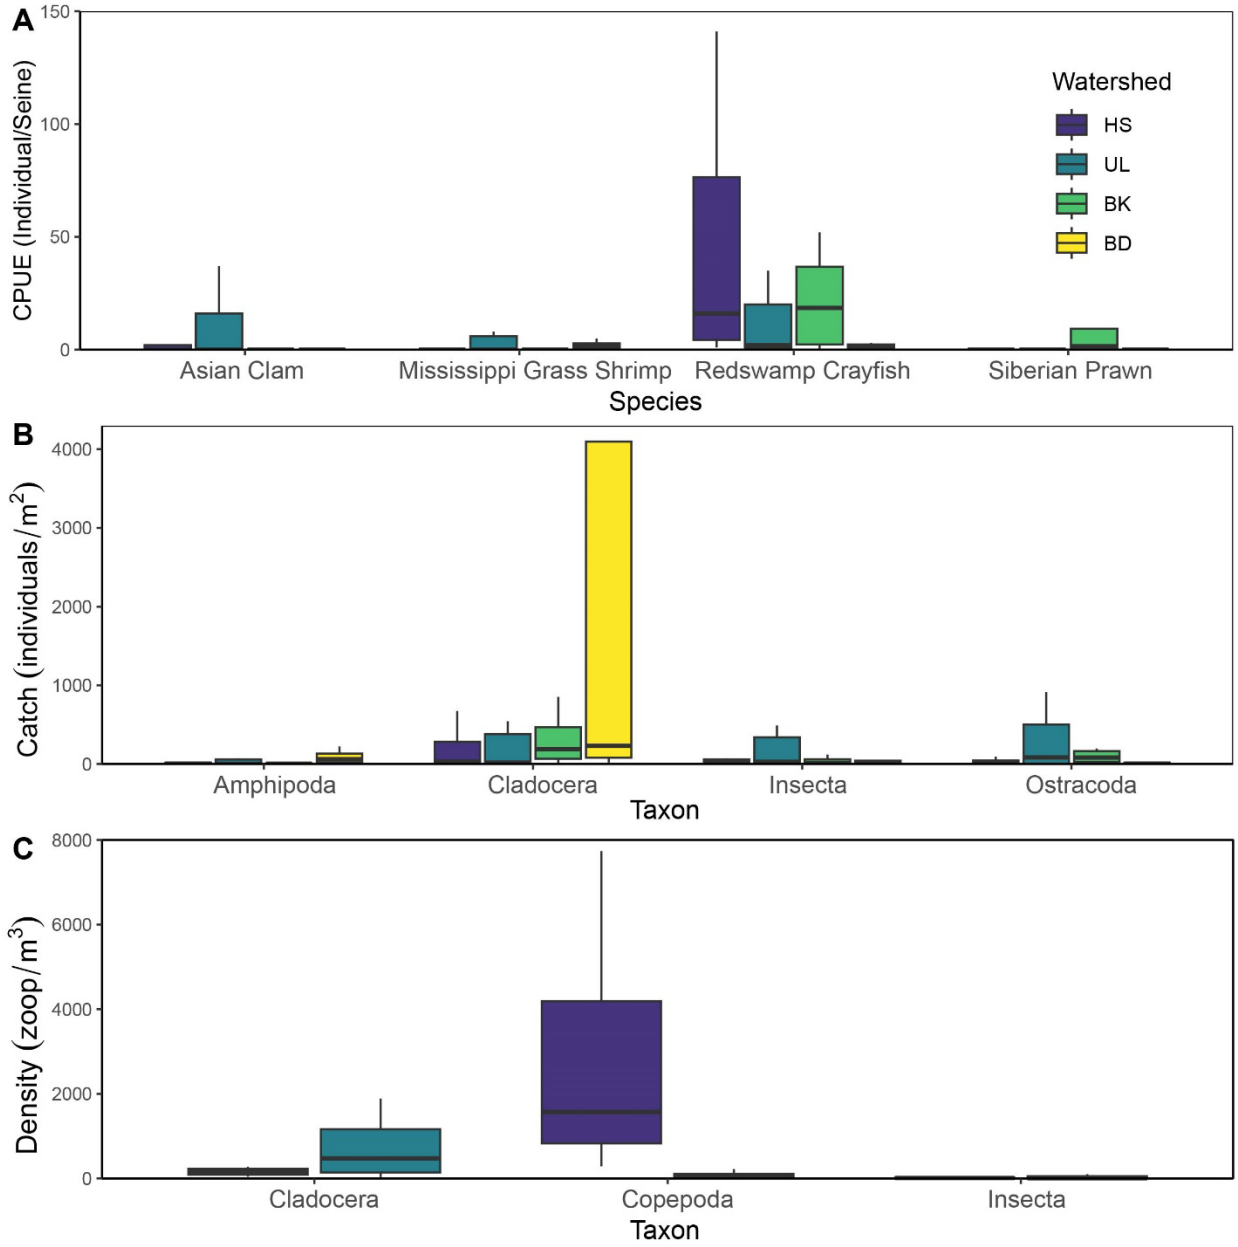 A
150
100
50
0
CPUE (Individual/Seine)
Watershed
HS
UL
BK
BD
Asian Clam Mississippi Grass Shrimp Redswamp Crayfish Siberian Prawn
Species
B
4000
3000
2000
1000
0
Catch (individuals/m²)
Amphipoda Cladocera Insecta Ostracoda
Taxon
C
8000
6000
4000
2000
0
Density (zoop/m³)
Cladocera Copepoda Insecta
Taxon